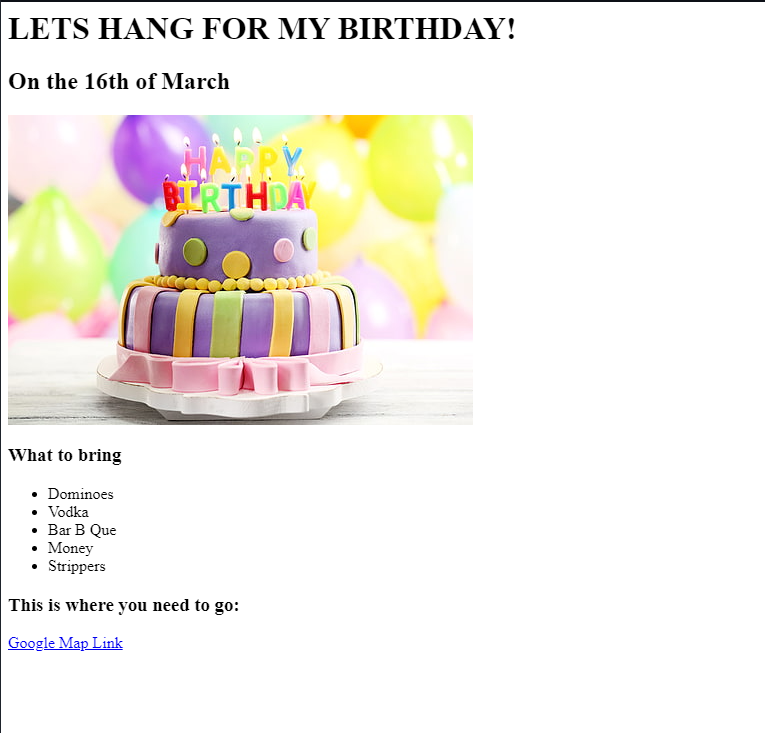 LETS HANG FOR MY BIRTHDAY!
On the 16th of March
HAPPY
BIRTHDAY
What to bring
Dominoes
Vodka
Bar B Que
Money
Strippers
This is where you need to go:
Google Map Link